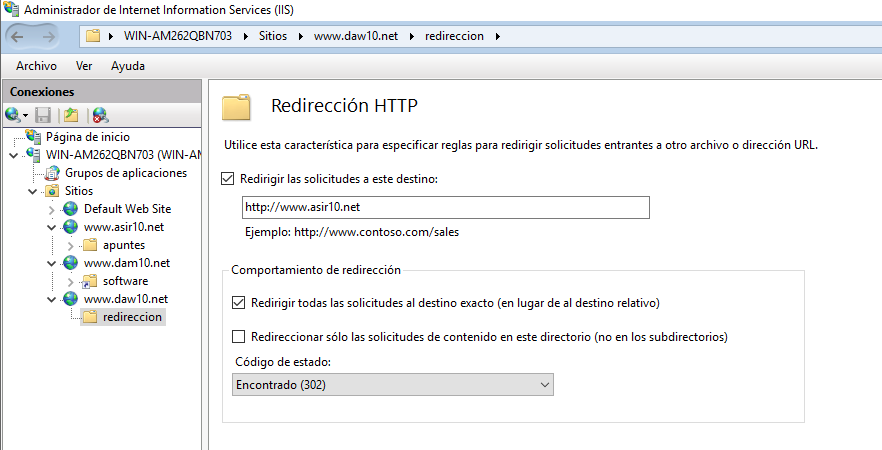 Administrador de Internet Information Services (IIS)
WIN-AM262QBN703 Sitios www.daw10.net redireccion
Archivo Ver Ayuda
Conexiones
Página de inicio
WIN-AM262QBN703 (WIN-AM
Grupos de aplicaciones
Sitios
Default Web Site
www.asir10.net
apuntes
www.dam10.net
software
www.daw10.net
redireccion
Redirección HTTP
Utilice esta característica para especificar reglas para redirigir solicitudes entrantes a otro archivo o dirección URL.
Redirigir las solicitudes a este destino:
http://www.asir10.net
Ejemplo: http://www.contoso.com/sales
Comportamiento de redirección
Redirigir todas las solicitudes al destino exacto (en lugar de al destino relativo)
Redireccionar sólo las solicitudes de contenido en este directorio (no en los subdirectorios)
Código de estado:
Encontrado (302)